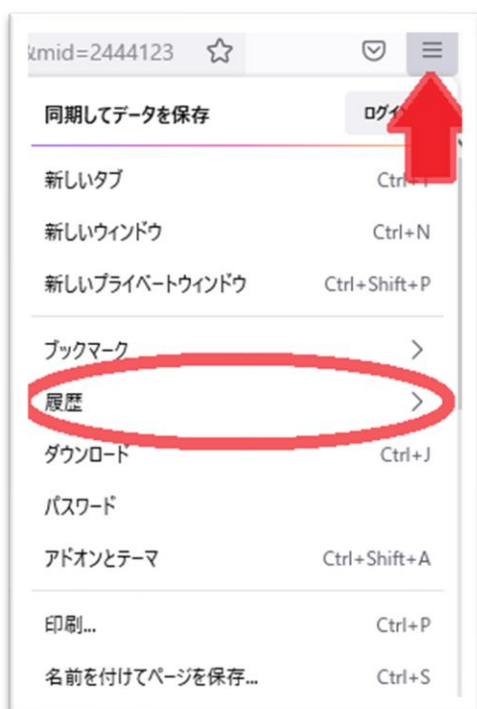 &mid=2444123
同期してデータを保存
新しいタブ
新しいウィンドウ Ctrl+N
新しいプライベートウィンドウ Ctrl+Shift+P
ブックマーク
履歴
ダウンロード Ctrl+J
パスワード
アドオンとテーマ Ctrl+Shift+A
印刷... Ctrl+P
名前を付けてページを保存... Ctrl+S